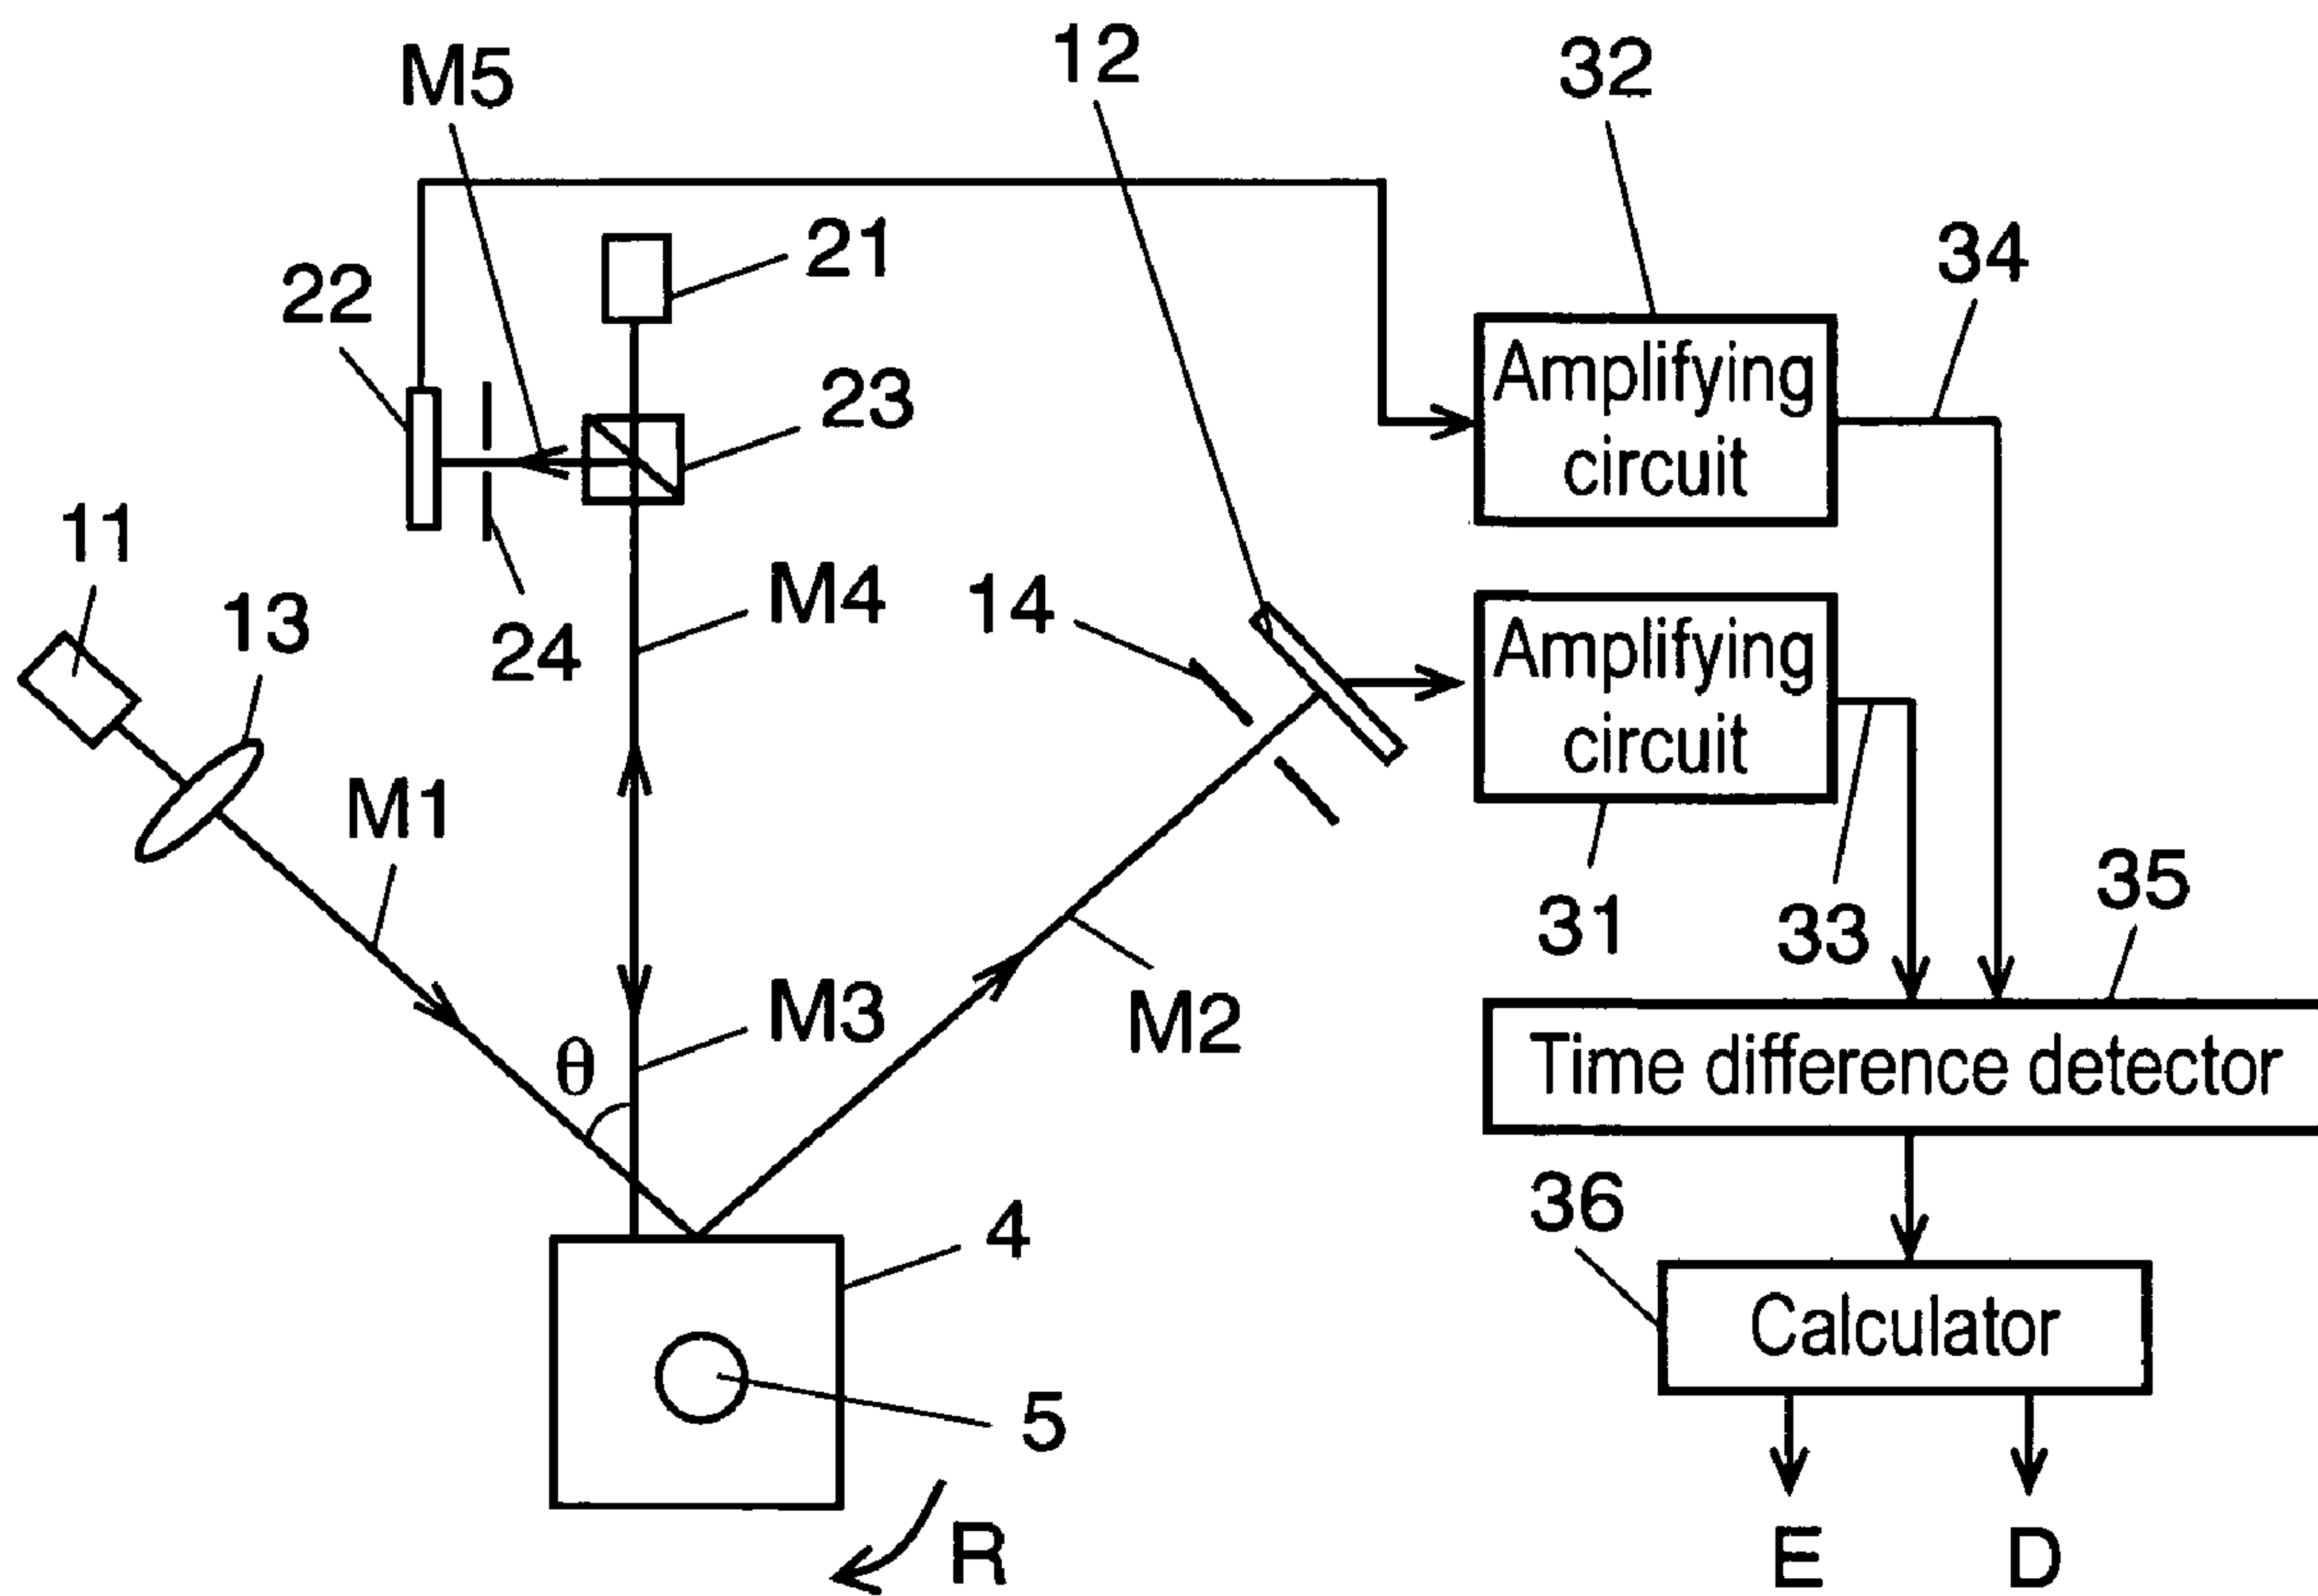 12
M5
32
21
34
22
Amplifying
circuit
23
11
13
24
M4
14
Amplifying
circuit
M1
31
33
35
M3
M2
θ
Time difference detector
4
36
Calculator
5
R
E
D